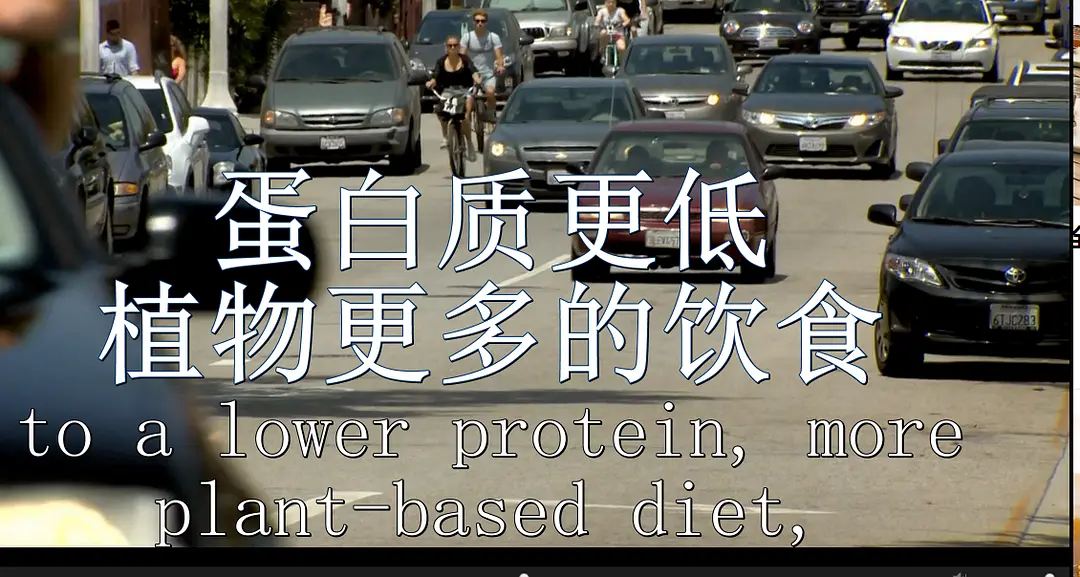 蛋白质更低
植物更多的饮食
to a lower protein, more
plant-based diet,
6TJC783